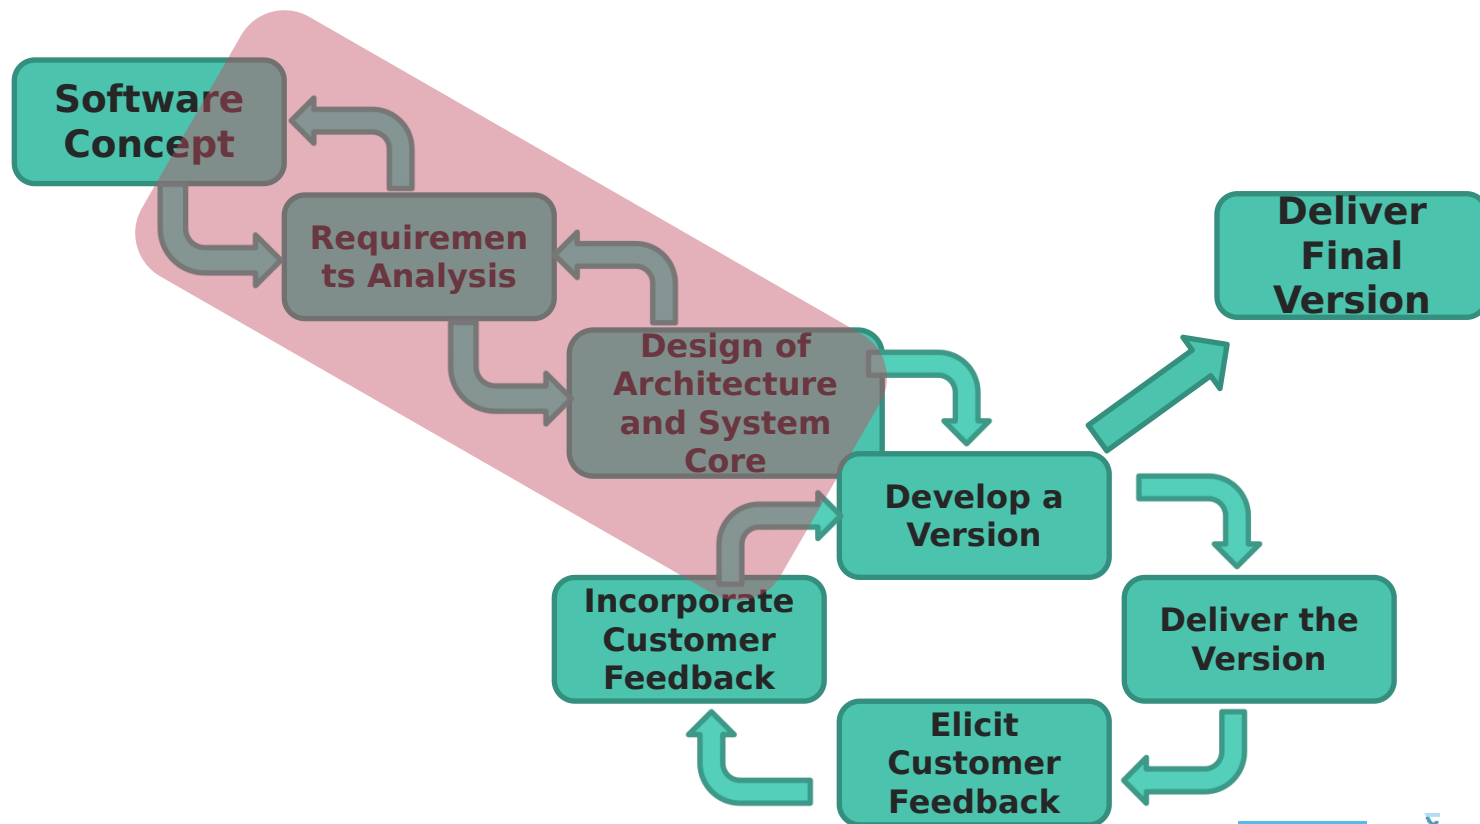 Software
Concept
Requiremen
ts Analysis
Design of
Architecture
and System
Core
Deliver
Final
Version
Develop a
Version
Incorporate
Customer
Feedback
Deliver the
Version
Elicit
Customer
Feedback